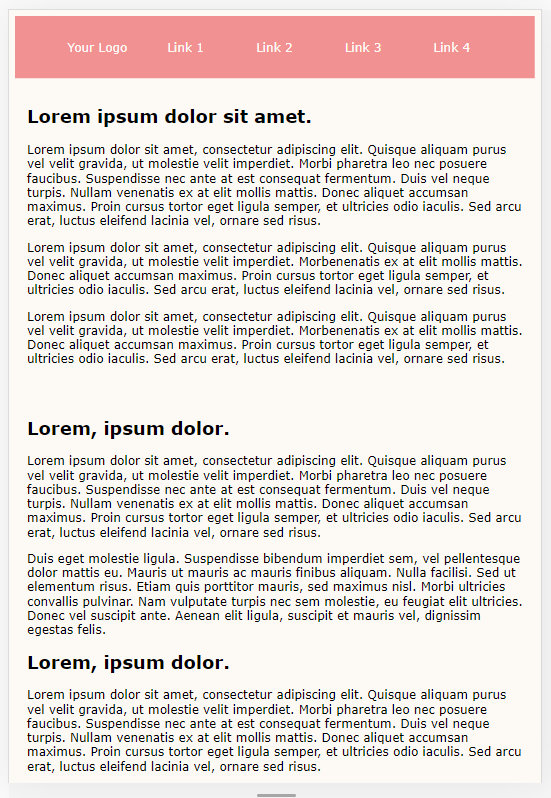 Your Logo Link 1 Link 2 Link 3 Link 4
Lorem ipsum dolor sit amet.
Lorem ipsum dolor sit amet, consectetur adipiscing elit. Quisque aliquam purus
vel velit gravida, ut molestie velit imperdiet. Morbi pharetra leo nec posuere
faucibus. Suspendisse nec ante at est consequat fermentum. Duis vel neque
turpis. Nullam venenatis ex at elit mollis mattis. Donec aliquet accumsan
maximus. Proin cursus tortor eget ligula semper, et ultricies odio iaculis. Sed arcu
erat, luctus eleifend lacinia vel, ornare sed risus.
Lorem ipsum dolor sit amet, consectetur adipiscing elit. Quisque aliquam purus
vel velit gravida, ut molestie velit imperdiet. Morbenenatis ex at elit mollis mattis.
Donec aliquet accumsan maximus. Proin cursus tortor eget ligula semper, et
ultricies odio iaculis. Sed arcu erat, luctus eleifend lacinia vel, ornare sed risus.
Lorem ipsum dolor sit amet, consectetur adipiscing elit. Quisque aliquam purus
vel velit gravida, ut molestie velit imperdiet. Morbenenatis ex at elit mollis mattis.
Donec aliquet accumsan maximus. Proin cursus tortor eget ligula semper, et
ultricies odio iaculis. Sed arcu erat, luctus eleifend lacinia vel, ornare sed risus.
Lorem, ipsum dolor.
Lorem ipsum dolor sit amet, consectetur adipiscing elit. Quisque aliquam purus
vel velit gravida, ut molestie velit imperdiet. Morbi pharetra leo nec posuere
faucibus. Suspendisse nec ante at est consequat fermentum. Duis vel neque
turpis. Nullam venenatis ex at elit mollis mattis. Donec aliquet accumsan
maximus. Proin cursus tortor eget ligula semper, et ultricies odio iaculis. Sed arcu
erat, luctus eleifend lacinia vel, ornare sed risus.
Duis eget molestie ligula. Suspendisse bibendum imperdiet sem, vel pellentesque
dolor mattis eu. Mauris ut mauris ac mauris finibus aliquam. Nulla facilisi. Sed ut
elementum risus. Etiam quis porttitor mauris, sed maximus nisl. Morbi ultricies
convallis pulvinar. Nam vulputate turpis nec sem molestie, eu feugiat elit ultricies.
Donec vel suscipit ante. Aenean elit ligula, suscipit et mauris vel, dignissim
egestas felis.
Lorem, ipsum dolor.
Lorem ipsum dolor sit amet, consectetur adipiscing elit. Quisque aliquam purus
vel velit gravida, ut molestie velit imperdiet. Morbi pharetra leo nec posuere
faucibus. Suspendisse nec ante at est consequat fermentum. Duis vel neque
turpis. Nullam venenatis ex at elit mollis mattis. Donec aliquet accumsan
maximus. Proin cursus tortor eget ligula semper, et ultricies odio iaculis. Sed arcu
erat, luctus eleifend lacinia vel, ornare sed risus.